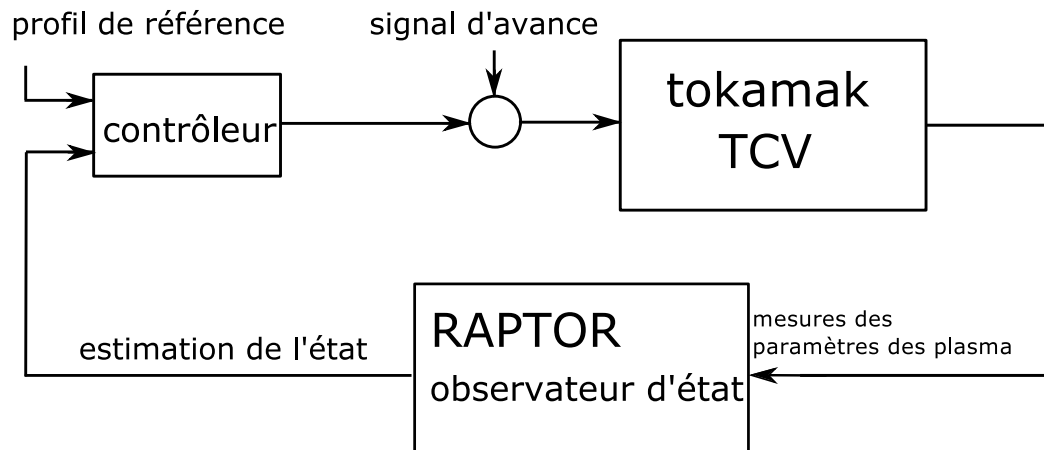 profil de référence
signal d'avance
contrôleur
tokamak
TCV
RAPTOR
observateur d'état
mesures des
paramètres des plasma
estimation de l'état